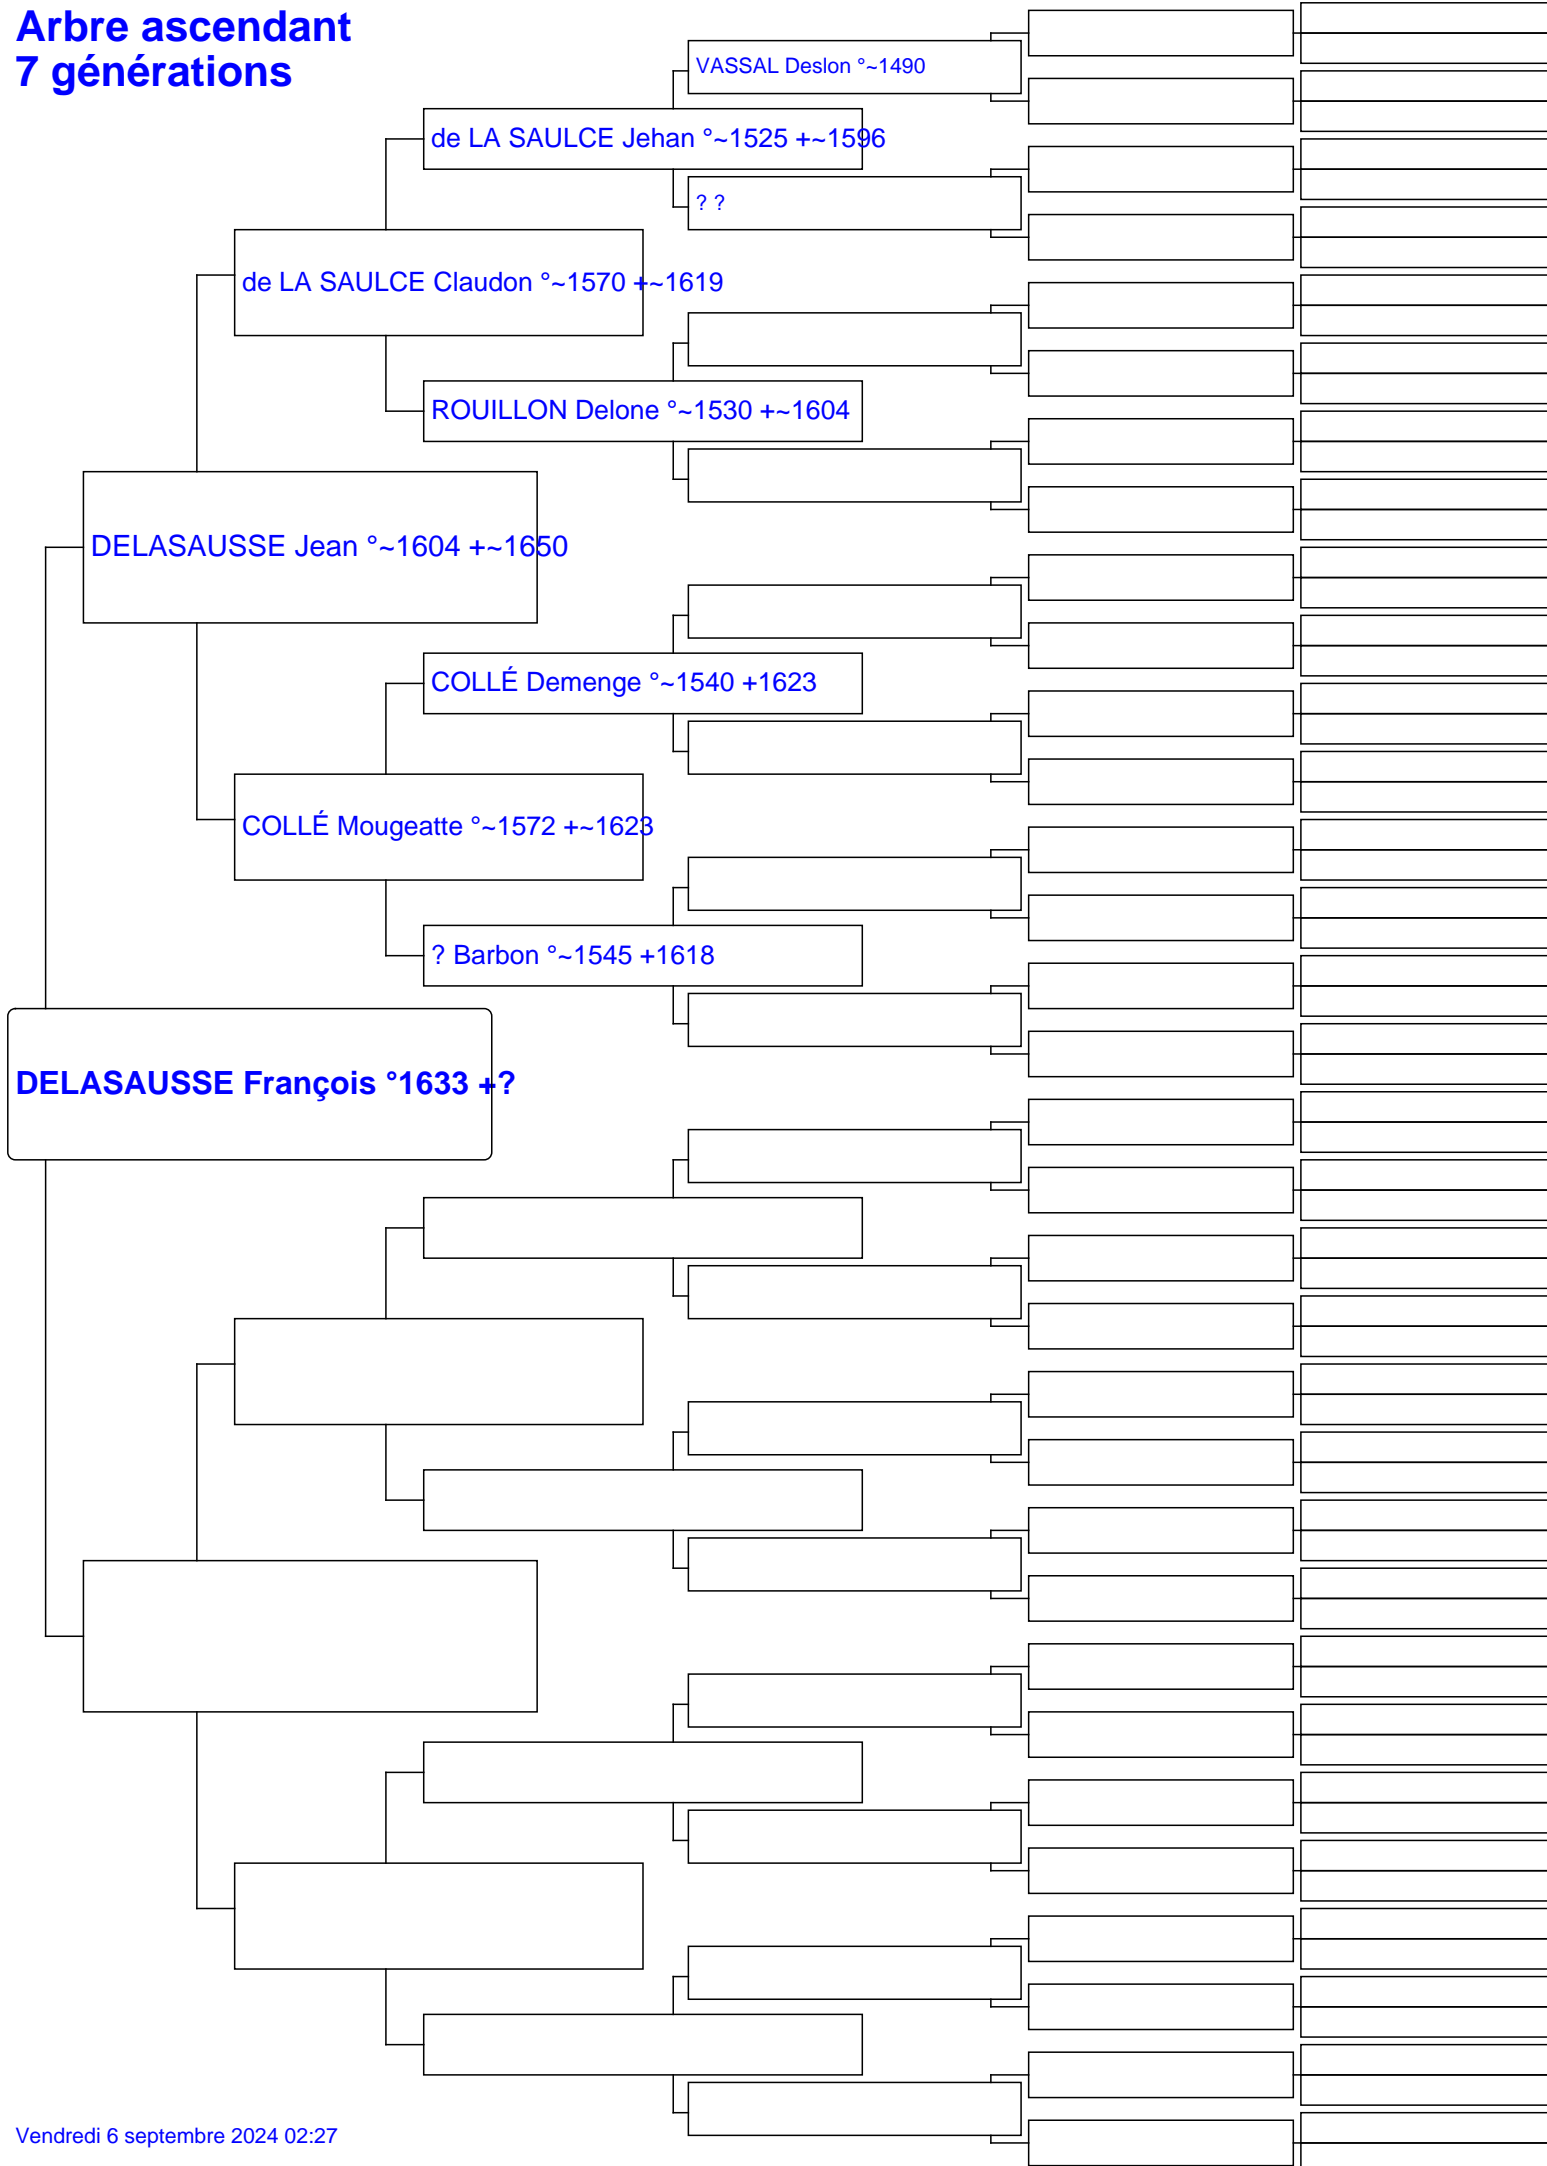 Arbre ascendant
7 générations
VASSAL Deslon °~1490
de LA SAULCE Jehan °~1525 +~1596
? ?
de LA SAULCE Claudon °~1570 +~1619
ROUILLON Delone °~1530 +~1604
DELASAUSSE Jean °~1604 +~1650
COLLÉ Demenge °~1540 +1623
COLLÉ Mougeatte °~1572 +~1623
? Barbon °~1545 +1618
DELASAUSSE François °1633 +?
Vendredi 6 septembre 2024 02:27